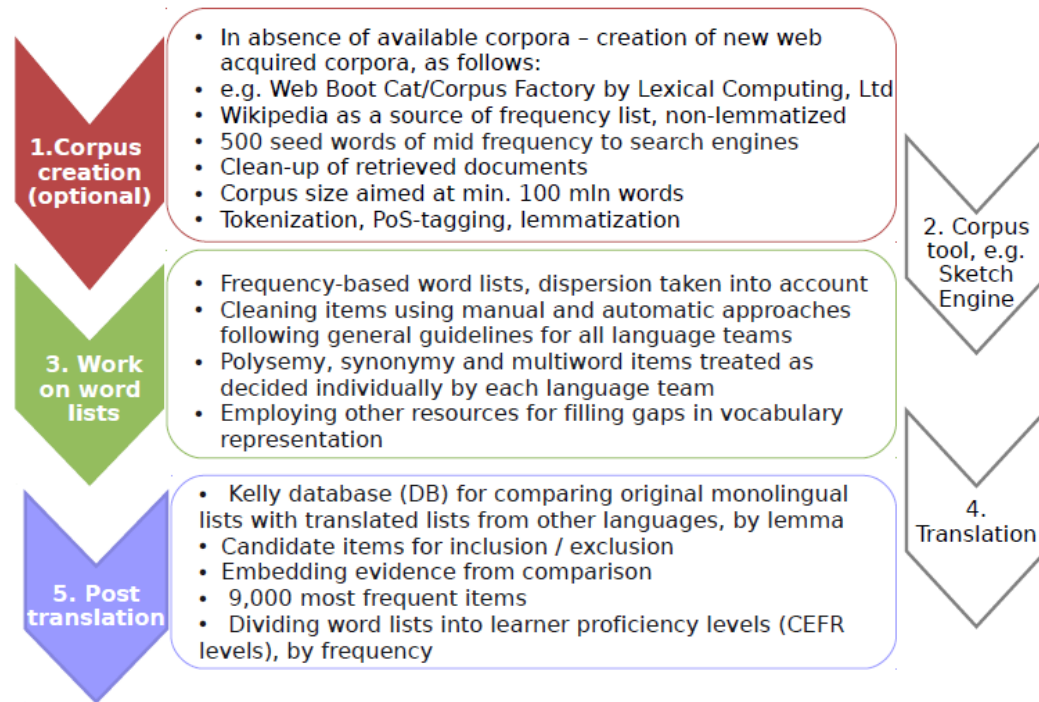 1.Corpus
creation
(optional)
• In absence of available corpora – creation of new web
acquired corpora, as follows:
• e.g. Web Boot Cat/Corpus Factory by Lexical Computing, Ltd
• Wikipedia as a source of frequency list, non-lemmatized
• 500 seed words of mid frequency to search engines
• Clean-up of retrieved documents
• Corpus size aimed at min. 100 mln words
• Tokenization, PoS-tagging, lemmatization
2. Corpus
tool, e.g.
Sketch
Engine
3. Work
on word
lists
• Frequency-based word lists, dispersion taken into account
• Cleaning items using manual and automatic approaches
following general guidelines for all language teams
• Polysemy, synonymy and multiword items treated as
decided individually by each language team
• Employing other resources for filling gaps in vocabulary
representation
4.
Translation
5. Post
translation
• Kelly database (DB) for comparing original monolingual
lists with translated lists from other languages, by lemma
• Candidate items for inclusion / exclusion
• Embedding evidence from comparison
• 9,000 most frequent items
• Dividing word lists into learner proficiency levels (CEFR
levels), by frequency